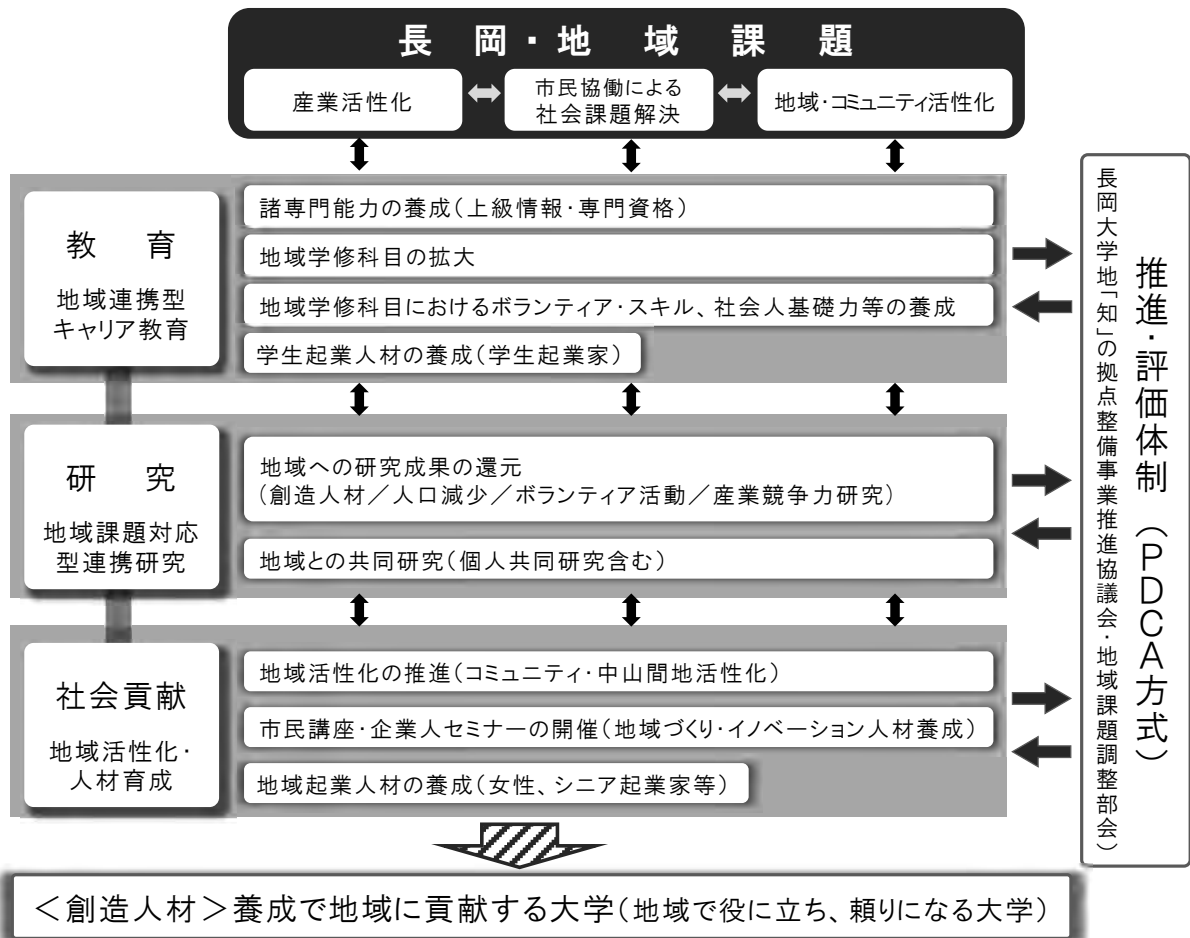 長岡・地域課題
産業活性化
市民協働による
社会課題解決
地域・コミュニティ活性化
教育
地域連携型
キャリア教育
諸専門能力の養成(上級情報・専門資格)
地域学修科目の拡大
地域学修科目におけるボランティア・スキル、社会人基礎力等の養成
学生起業人材の養成(学生起業家)
研究
地域課題対応
型連携研究
地域への研究成果の還元
(創造人材/人口減少/ボランティア活動/産業競争力研究)
地域との共同研究(個人共同研究含む)
社会貢献
地域活性化・
人材育成
地域活性化の推進(コミュニティ・中山間地活性化)
市民講座・企業人セミナーの開催(地域づくり・イノベーション人材養成)
地域起業人材の養成(女性、シニア起業家等)
推進・評価体制(PDCA方式)
長岡大学地「知」の拠点整備事業推進協議会・地域課題調整部会)
<創造人材>養成で地域に貢献する大学(地域で役に立ち、頼りになる大学)